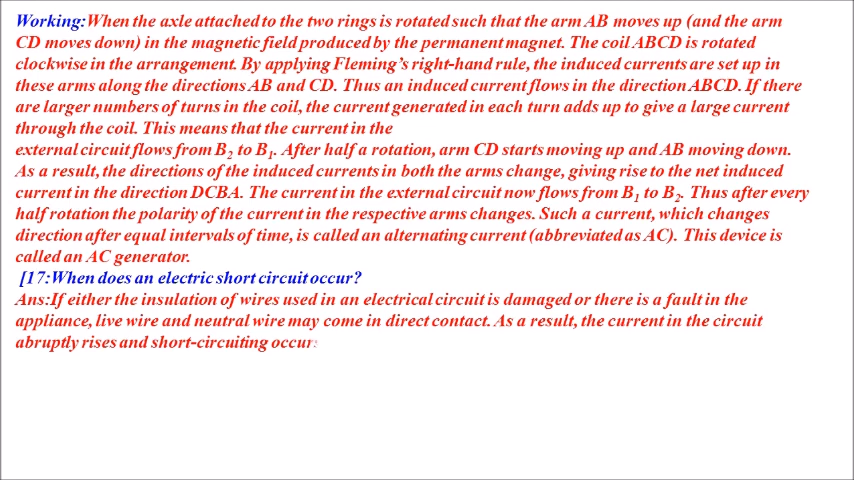 Working:When the axle attached to the two rings is rotated such that the arm AB moves up (and the arm
CD moves down) in the magnetic field produced by the permanent magnet. The coil ABCD is rotated
clockwise in the arrangement. By applying Fleming's right-hand rule, the induced currents are set up in
these arms along the directions AB and CD. Thus an induced current flows in the direction ABCD. If there
are larger numbers of turns in the coil, the current generated in each turn adds up to give a large current
through the coil. This means that the current in the
external circuit flows from B2 to B1. After half a rotation, arm CD starts moving up and AB moving down.
As a result, the directions of the induced currents in both the arms change, giving rise to the net induced
current in the direction DCBA. The current in the external circuit now flows from B1 to B2. Thus after every
half rotation the polarity of the current in the respective arms changes. Such a current, which changes
direction after equal intervals of time, is called an alternating current (abbreviated as AC). This device is
called an AC generator.
[17:When does an electric short circuit occur?
Ans:If either the insulation of wires used in an electrical circuit is damaged or there is a fault in the
appliance, live wire and neutral wire may come in direct contact. As a result, the current in the circuit
abruptly rises and short-circuiting occurs